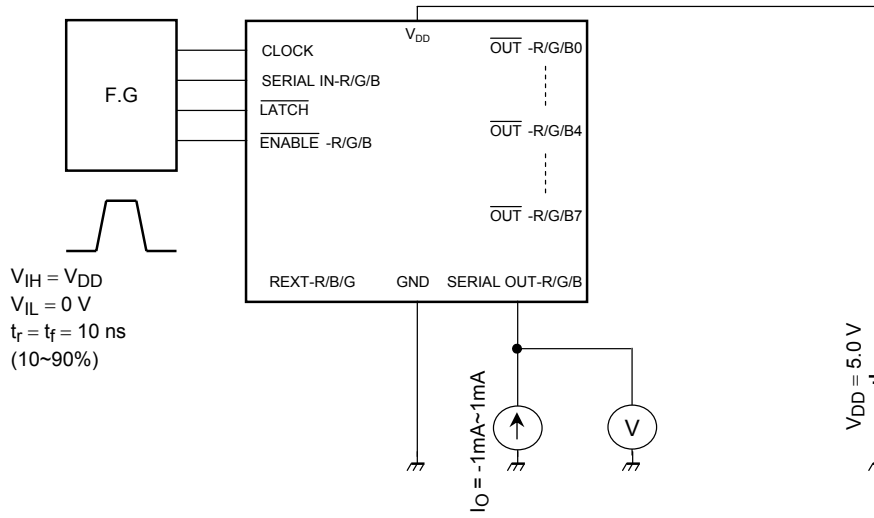 F.G
V_DD
CLOCK
SERIAL IN-R/G/B
LATCH
ENABLE -R/G/B
OUT -R/G/B0
OUT -R/G/B4
OUT -R/G/B7
REXT-R/B/G
GND
SERIAL OUT-R/G/B
V_IH = V_DD
V_IL = 0 V
t_r = t_f = 10 ns
(10~90%)
I_O = -1mA~1mA
V
V_DD = 5.0 V